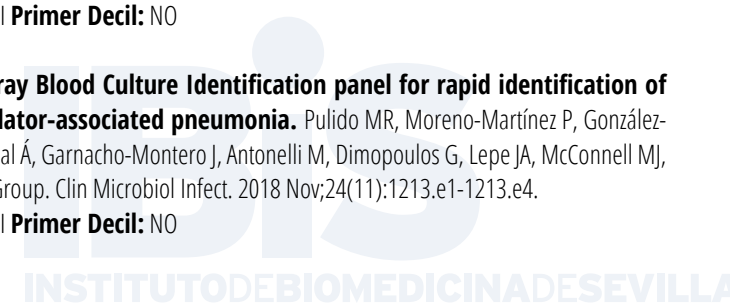 I Primer Decil: NO
ray Blood Culture Identification panel for rapid identification of
lator-associated pneumonia. Pulido MR, Moreno-Martínez P, González-
al Á, Garnacho-Montero J, Antonelli M, Dimopoulos G, Lepe JA, McConnell MJ,
Group. Clin Microbiol Infect. 2018 Nov;24(11):1213.e1-1213.e4.
I Primer Decil: NO
IBiS
INSTITUTODEBIOMEDICINADESEVILLA